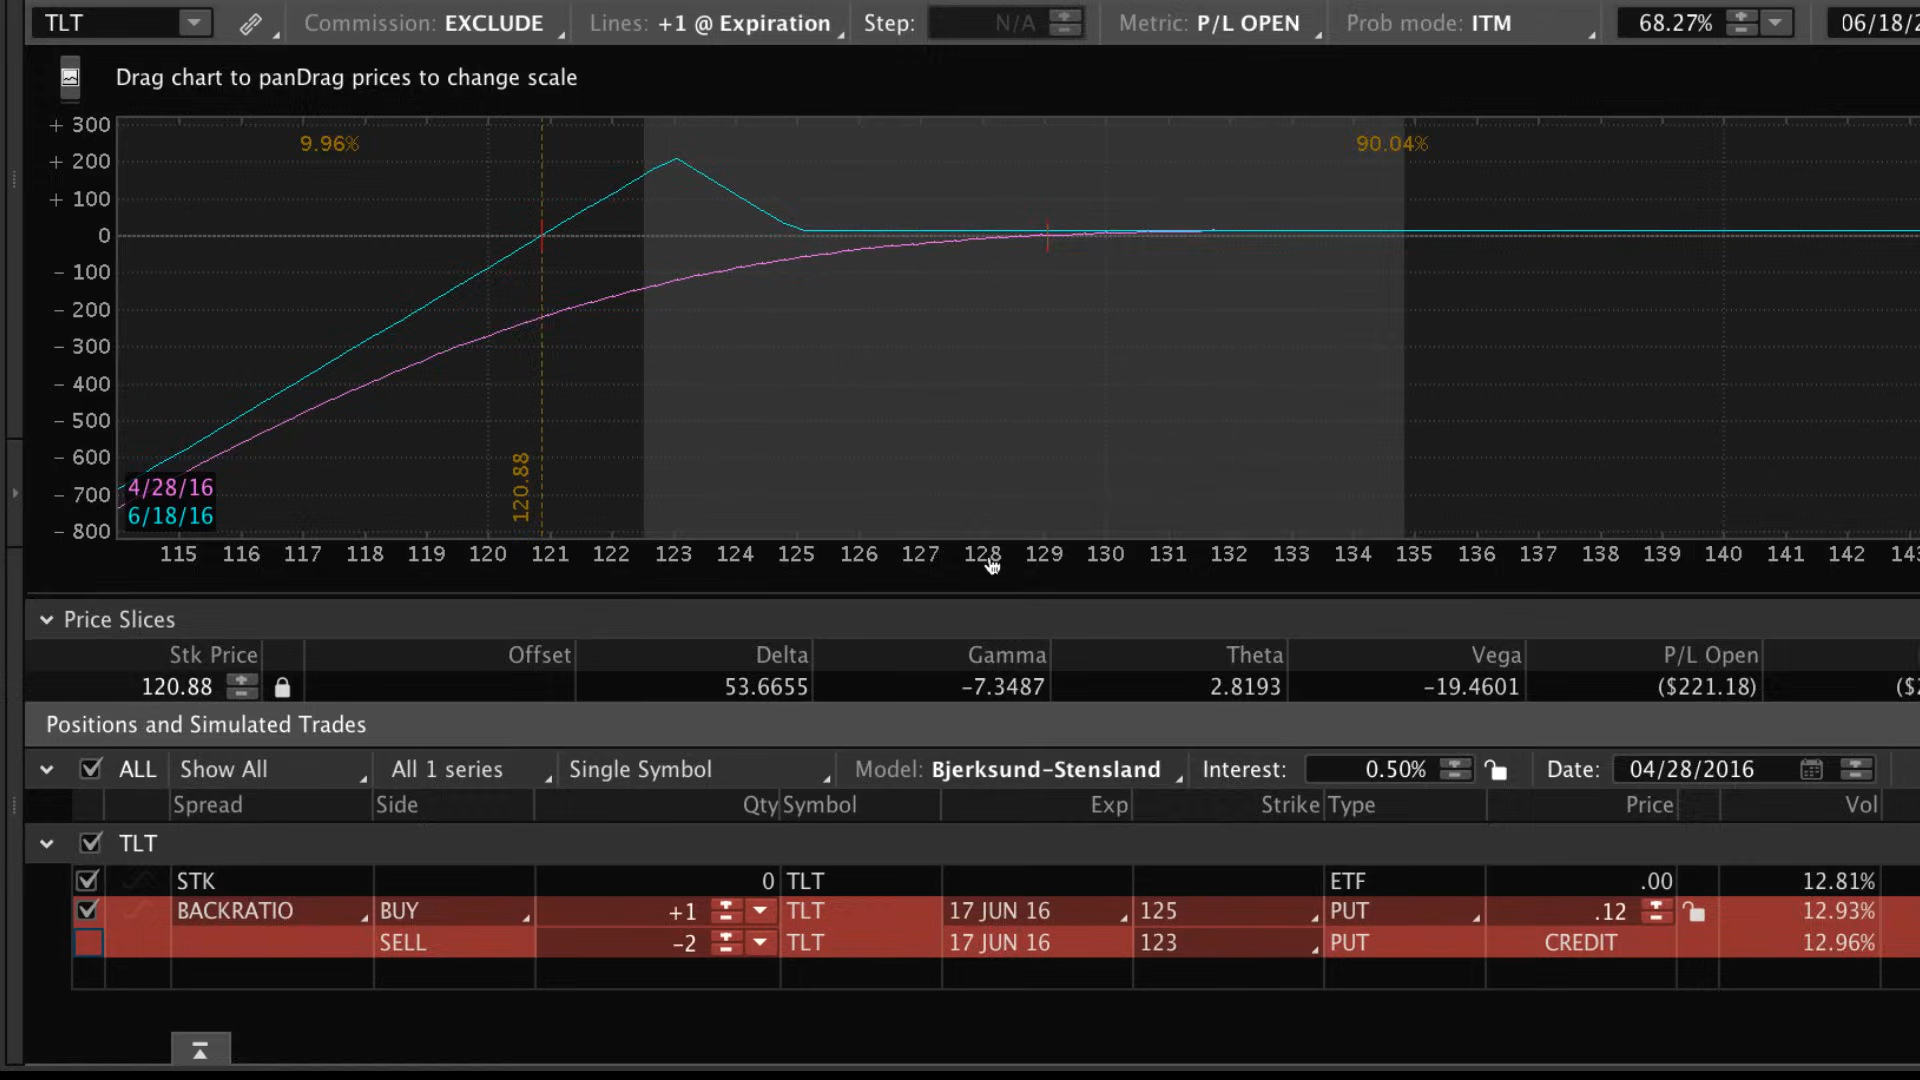 TLT Commission: EXCLUDE Lines: +1 @ Expiration Step: N/A Metric: P/L OPEN Prob mode: ITM 68.27%
Drag chart to panDrag prices to change scale
+ 300
9.96% 90.04%
+ 200
+ 100
0
- 100
- 200
- 300
- 400
- 500
- 600
- 700
- 800
120.88
4/28/16
6/18/16
115 116 117 118 119 120 121 122 123 124 125 126 127 128 129 130 131 132 133 134 135 136 137 138 139 140 141 142
Price Slices
Stk Price Offset Delta Gamma Theta Vega P/L Open
120.88 53.6655 -7.3487 2.8193 -19.4601 ($221.18)
Positions and Simulated Trades
ALL Show All All 1 series Single Symbol Model: Bjerksund-Stensland Interest: 0.50% Date: 04/28/2016
Spread Side Qty Symbol Exp Strike Type Price Vol
TLT
STK 0 TLT ETF .00 12.81%
BACKRATIO BUY +1 TLT 17 JUN 16 125 PUT .12 12.93%
SELL -2 TLT 17 JUN 16 123 PUT CREDIT 12.96%